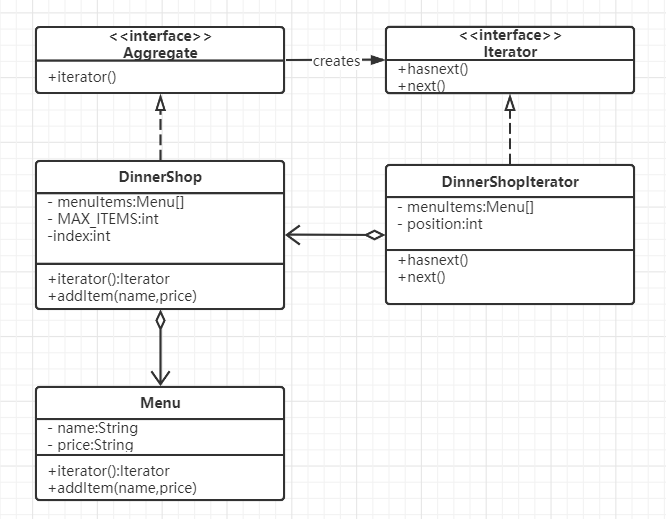 <<interface>>
Aggregate
+iterator()
creates
<<interface>>
Iterator
+hasnext()
+next()
DinnerShop
- menuItems:Menu[]
- MAX_ITEMS:int
-index:int
+iterator():Iterator
+addItem(name,price)
DinnerShopIterator
- menuItems:Menu[]
- position:int
+hasnext()
+next()
Menu
- name:String
- price:String
+iterator():Iterator
+addItem(name,price)